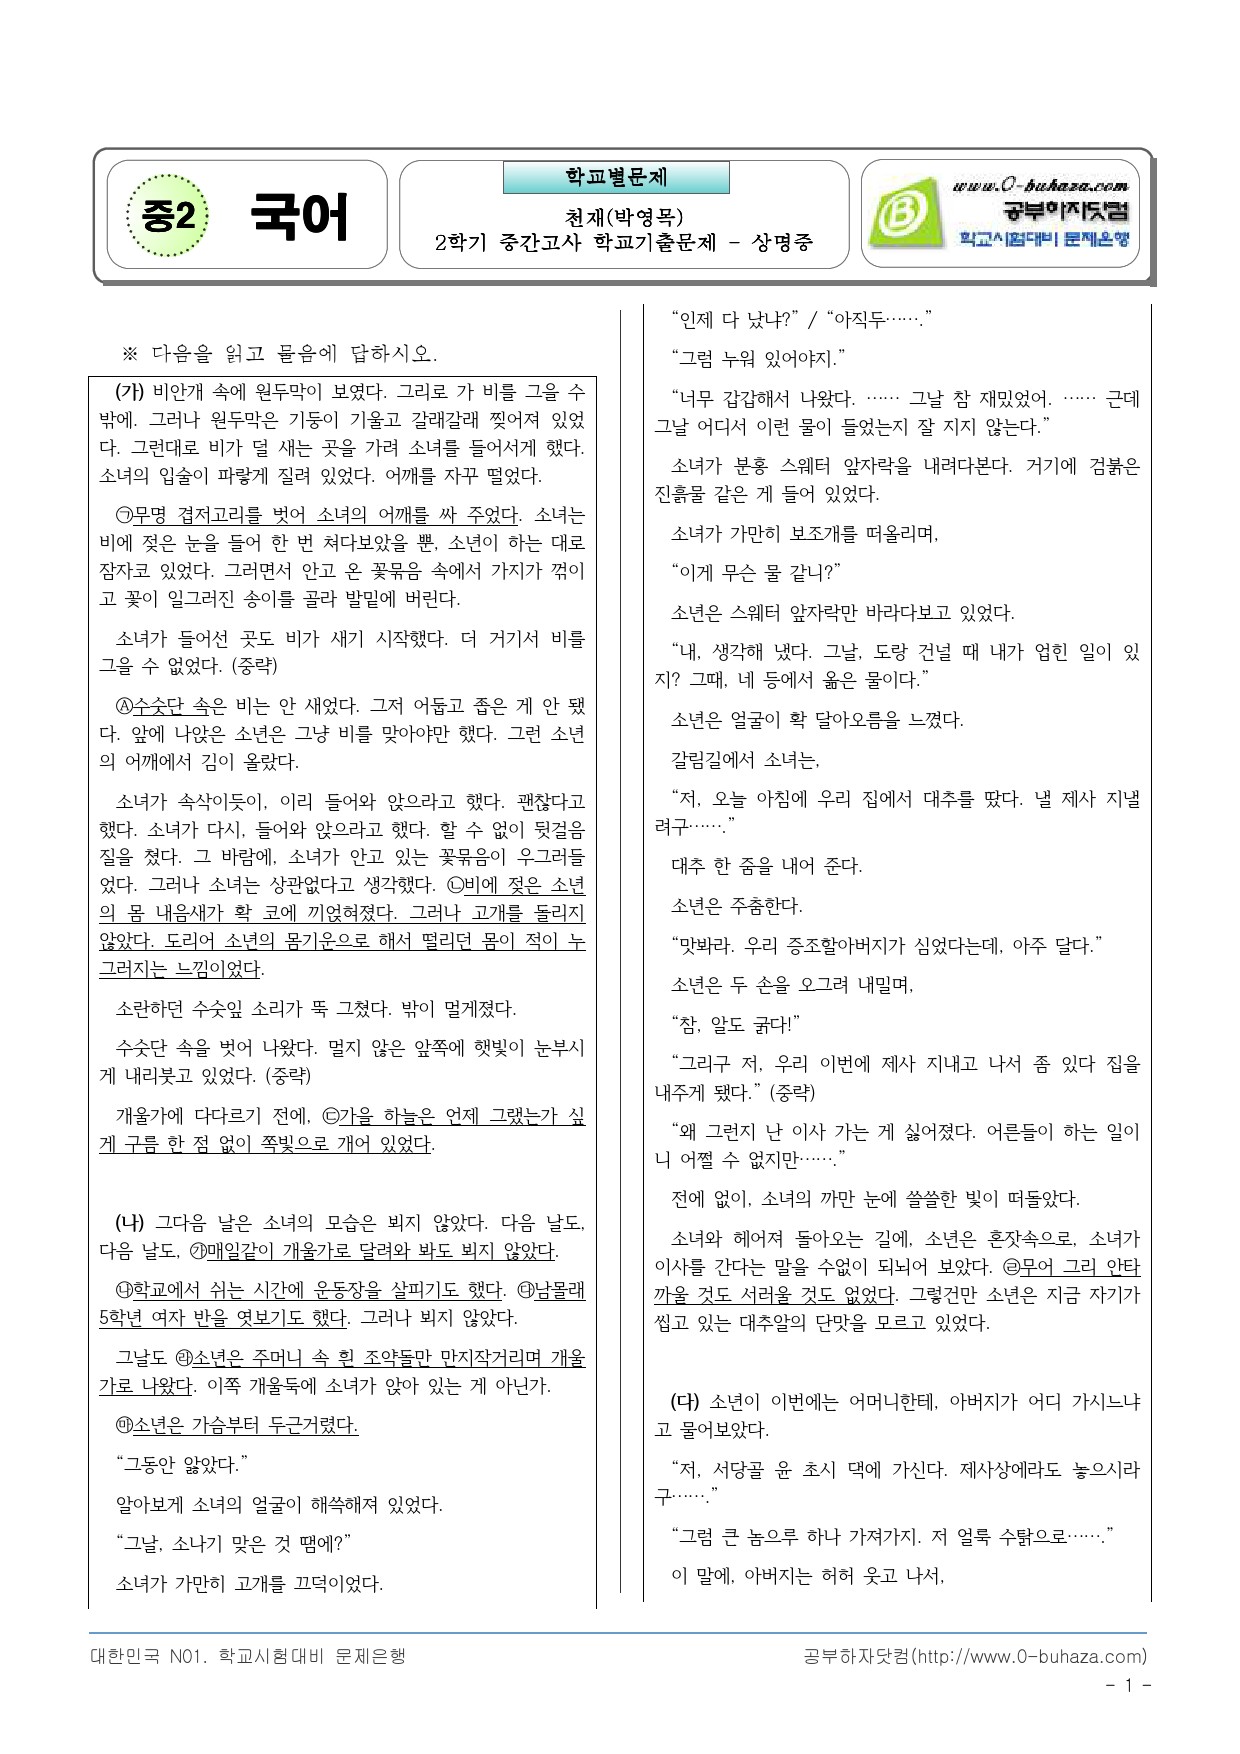 중2 국어
학교별문제
천재(박영목)
2학기 중간고사 학교기출문제 - 상명중
www.0-buhaza.com
공부하자닷컴
학교시험대비 문제은행
※ 다음을 읽고 물음에 답하시오.
(가) 비안개 속에 원두막이 보였다. 그리로 가 비를 그을 수
밖에. 그러나 원두막은 기둥이 기울고 갈래갈래 찢어져 있었
다. 그런대로 비가 덜 새는 곳을 가려 소녀를 들어서게 했다.
소녀의 입술이 파랗게 질려 있었다. 어깨를 자꾸 떨었다.
㉠무명 겹저고리를 벗어 소녀의 어깨를 싸 주었다. 소녀는
비에 젖은 눈을 들어 한 번 쳐다보았을 뿐, 소년이 하는 대로
잠자코 있었다. 그러면서 안고 온 꽃묶음 속에서 가지가 꺾이
고 꽃이 일그러진 송이를 골라 발밑에 버린다.
소녀가 들어선 곳도 비가 새기 시작했다. 더 거기서 비를
그을 수 없었다. (중략)
Ⓐ수숫단 속은 비는 안 새었다. 그저 어둡고 좁은 게 안 됐
다. 앞에 나앉은 소년은 그냥 비를 맞아야만 했다. 그런 소년
의 어깨에서 김이 올랐다.
소녀가 속삭이듯이, 이리 들어와 앉으라고 했다. 괜찮다고
했다. 소녀가 다시, 들어와 앉으라고 했다. 할 수 없이 뒷걸음
질을 쳤다. 그 바람에, 소녀가 안고 있는 꽃묶음이 우그러들
었다. 그러나 소녀는 상관없다고 생각했다. ㉡비에 젖은 소년
의 몸 내음새가 확 코에 끼얹혀졌다. 그러나 고개를 돌리지
않았다. 도리어 소년의 몸기운으로 해서 떨리던 몸이 적이 누
그러지는 느낌이었다.
소란하던 수숫잎 소리가 뚝 그쳤다. 밖이 멀게졌다.
수숫단 속을 벗어 나왔다. 멀지 않은 앞쪽에 햇빛이 눈부시
게 내리붓고 있었다. (중략)
개울가에 다다르기 전에, ㉢가을 하늘은 언제 그랬는가 싶
게 구름 한 점 없이 쪽빛으로 개어 있었다.
(나) 그다음 날은 소녀의 모습은 뵈지 않았다. 다음 날도,
다음 날도, ㉮매일같이 개울가로 달려와 봐도 뵈지 않았다.
㉯학교에서 쉬는 시간에 운동장을 살피기도 했다. ㉰남몰래
5학년 여자 반을 엿보기도 했다. 그러나 뵈지 않았다.
그날도 ㉱소년은 주머니 속 흰 조약돌만 만지작거리며 개울
가로 나왔다. 이쪽 개울둑에 소녀가 앉아 있는 게 아닌가.
㉲소년은 가슴부터 두근거렸다.
“그동안 앓았다.”
알아보게 소녀의 얼굴이 해쓱해져 있었다.
“그날, 소나기 맞은 것 땜에?”
소녀가 가만히 고개를 끄덕이었다.
“인제 다 났냐?” / “아직두…….”
“그럼 누워 있어야지.”
“너무 갑갑해서 나왔다. …… 그날 참 재밌었어. …… 근데
그날 어디서 이런 물이 들었는지 잘 지지 않는다.”
소녀가 분홍 스웨터 앞자락을 내려다본다. 거기에 검붉은
진흙물 같은 게 들어 있었다.
소녀가 가만히 보조개를 떠올리며,
“이게 무슨 물 같니?”
소년은 스웨터 앞자락만 바라다보고 있었다.
“내, 생각해 냈다. 그날, 도랑 건널 때 내가 업힌 일이 있
지? 그때, 네 등에서 옮은 물이다.”
소년은 얼굴이 확 달아오름을 느꼈다.
갈림길에서 소녀는,
“저, 오늘 아침에 우리 집에서 대추를 땄다. 낼 제사 지낼
려구…….”
대추 한 줌을 내어 준다.
소년은 주춤한다.
“맛봐라. 우리 증조할아버지가 심었다는데, 아주 달다.”
소년은 두 손을 오그려 내밀며,
“참, 알도 굵다!”
“그리구 저, 우리 이번에 제사 지내고 나서 좀 있다 집을
내주게 됐다.” (중략)
“왜 그런지 난 이사 가는 게 싫어졌다. 어른들이 하는 일이
니 어쩔 수 없지만…….”
전에 없이, 소녀의 까만 눈에 쓸쓸한 빛이 떠돌았다.
소녀와 헤어져 돌아오는 길에, 소년은 혼잣속으로, 소녀가
이사를 간다는 말을 수없이 되뇌어 보았다. ㉣무어 그리 안타
까울 것도 서러울 것도 없었다. 그렇건만 소년은 지금 자기가
씹고 있는 대추알의 단맛을 모르고 있었다.
(다) 소년이 이번에는 어머니한테, 아버지가 어디 가시느냐
고 물어보았다.
“저, 서당골 윤 초시 댁에 가신다. 제사상에라도 놓으시라
구…….”
“그럼 큰 놈으루 하나 가져가지. 저 얼룩 수탉으로…….”
이 말에, 아버지는 허허 웃고 나서,
대한민국 N01. 학교시험대비 문제은행
공부하자닷컴(http://www.0-buhaza.com)
- 1 -